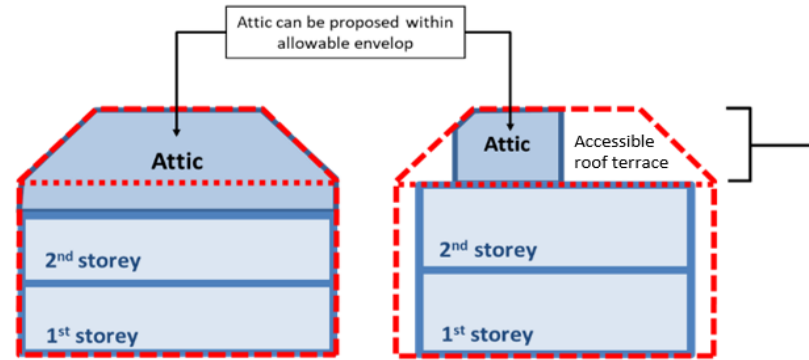 Attic can be proposed within
allowable envelop
Attic
2nd storey
1st storey
Attic
Accessible
roof terrace
2nd storey
1st storey